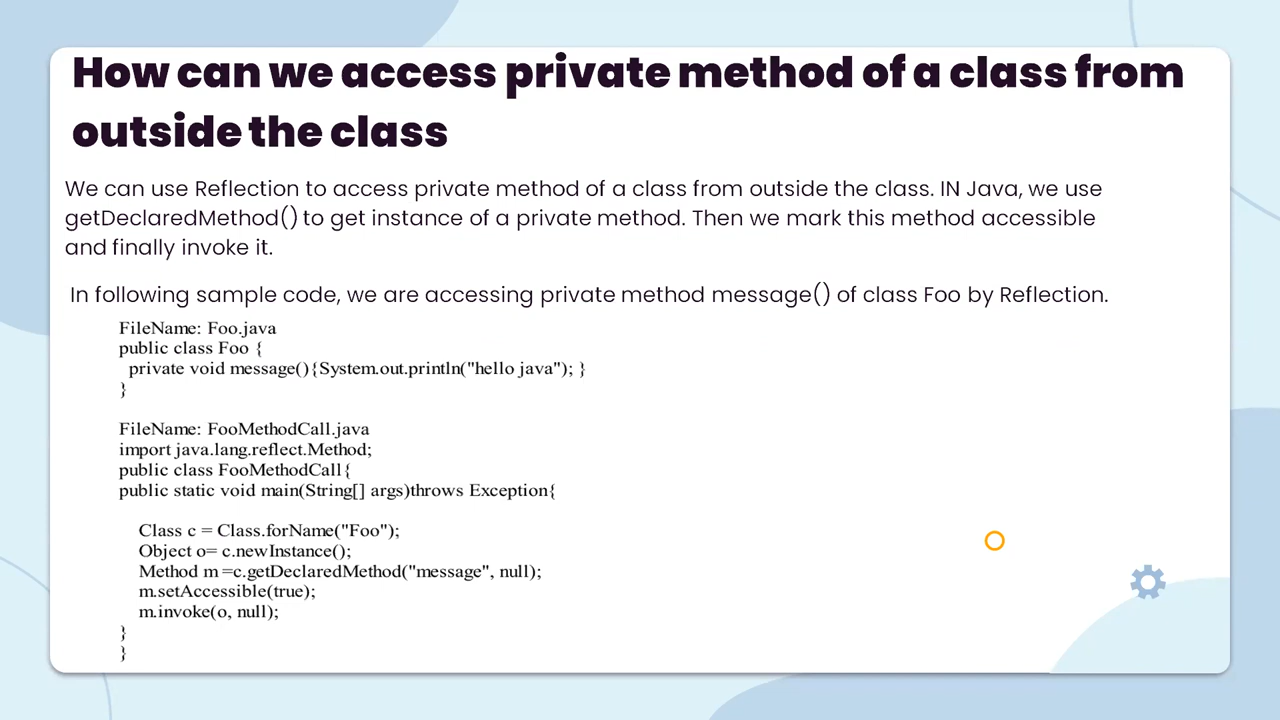 How can we access private method of a class from
outside the class
We can use Reflection to access private method of a class from outside the class. IN Java, we use
getDeclaredMethod() to get instance of a private method. Then we mark this method accessible
and finally invoke it.
In following sample code, we are accessing private method message() of class Foo by Reflection.
FileName: Foo.java
public class Foo {
private void message(){System.out.println("hello java"); }
}
FileName: FooMethodCall.java
import java.lang.reflect.Method;
public class FooMethodCall{
public static void main(String[] args)throws Exception{
Class c = Class.forName("Foo");
Object o= c.newInstance();
Method m =c.getDeclaredMethod("message", null);
m.setAccessible(true);
m.invoke(o, null);
}
}